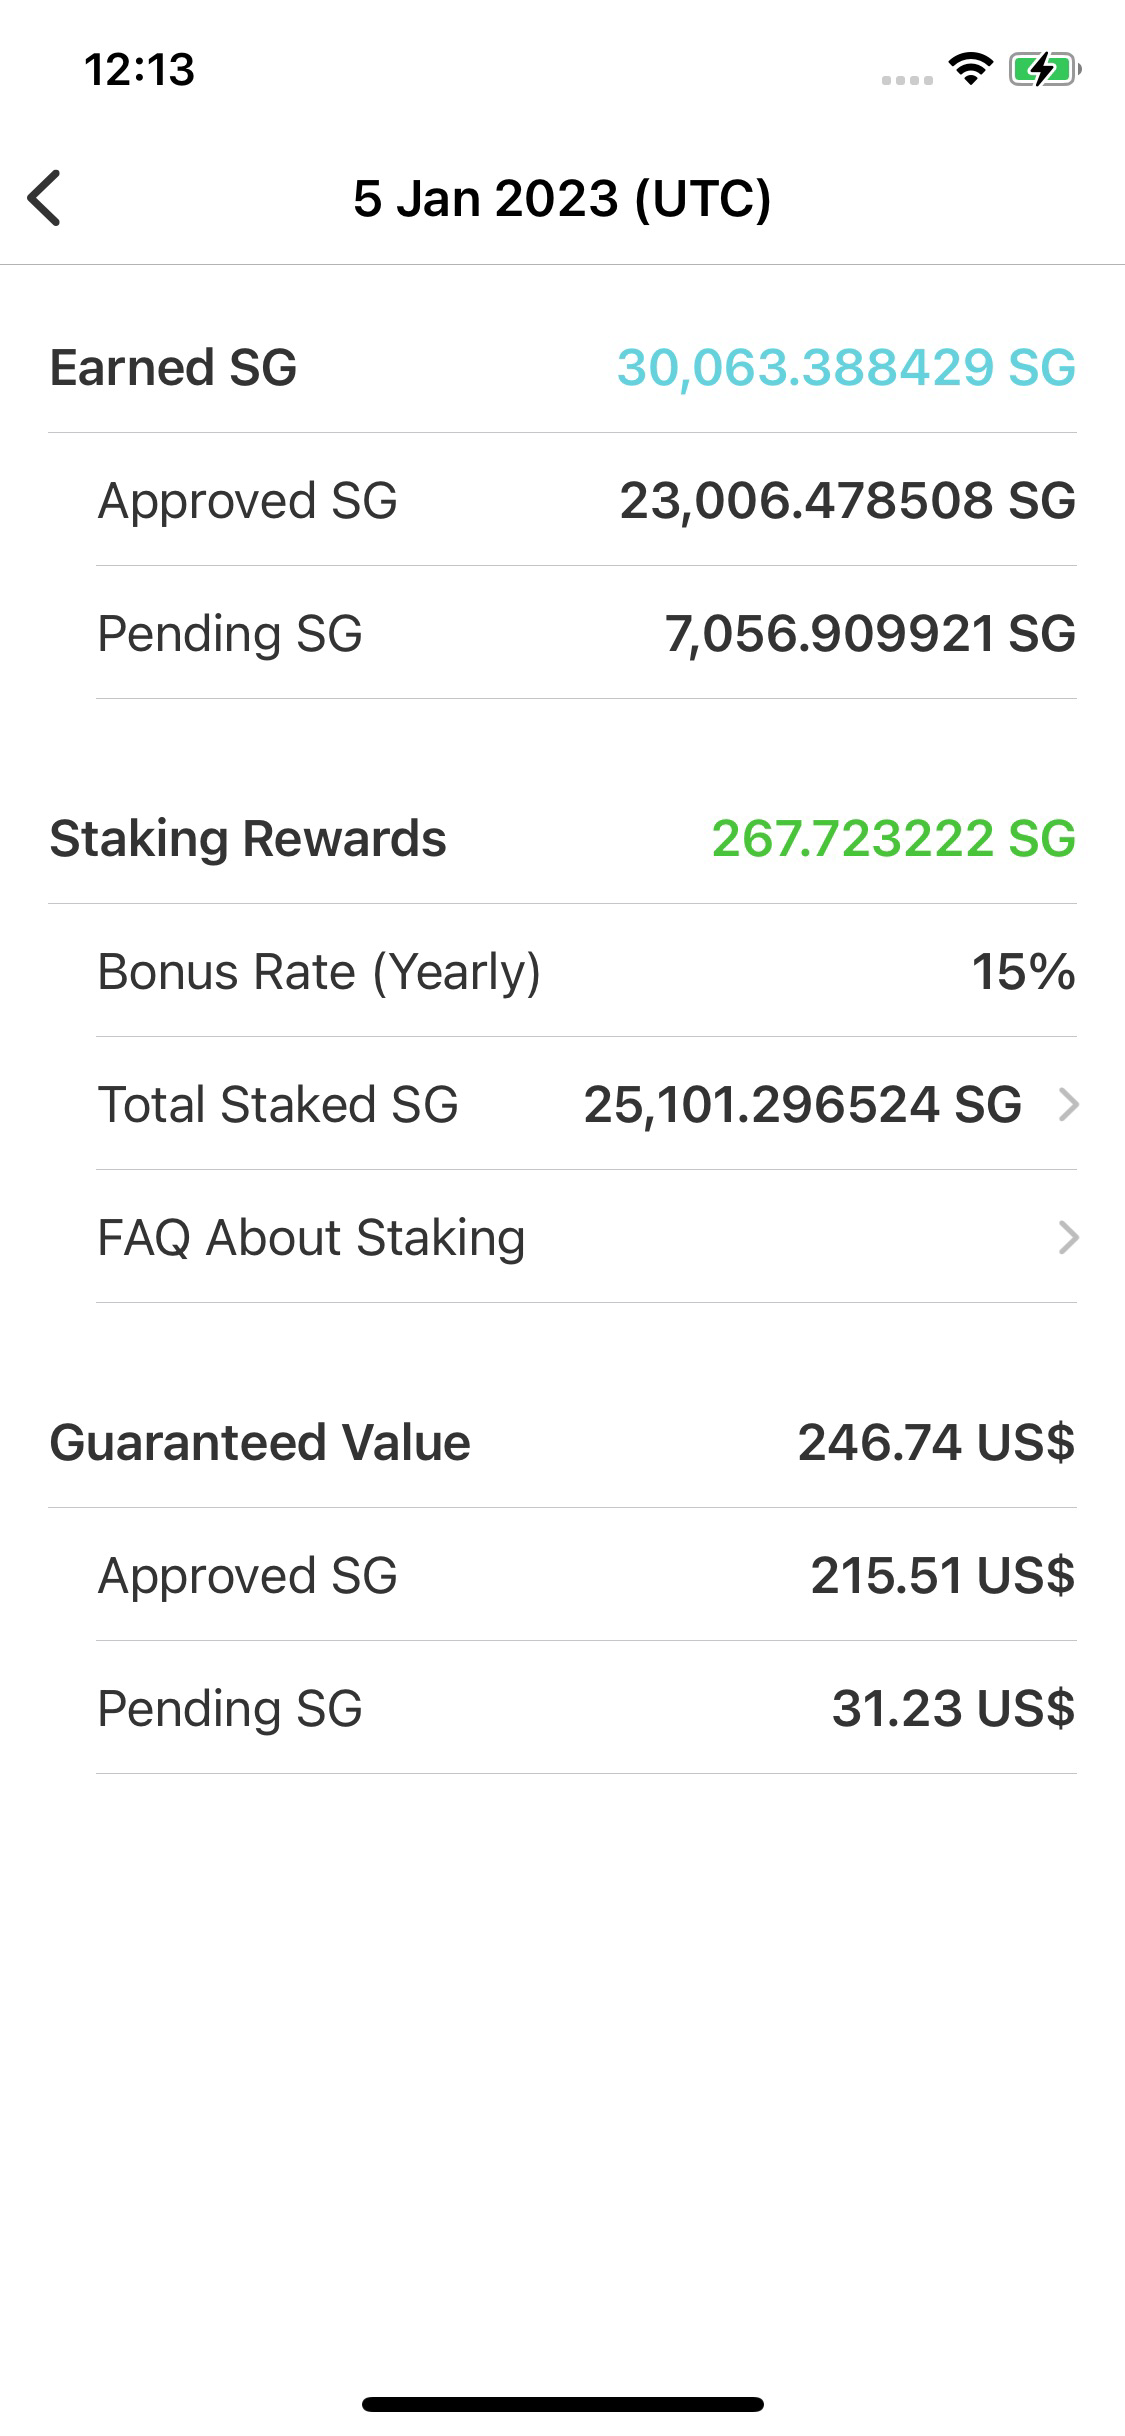 12:13
5 Jan 2023 (UTC)
Earned SG 30,063.388429 SG
Approved SG 23,006.478508 SG
Pending SG 7,056.909921 SG
Staking Rewards 267.723222 SG
Bonus Rate (Yearly) 15%
Total Staked SG 25,101.296524 SG
FAQ About Staking
Guaranteed Value 246.74 US$
Approved SG 215.51 US$
Pending SG 31.23 US$